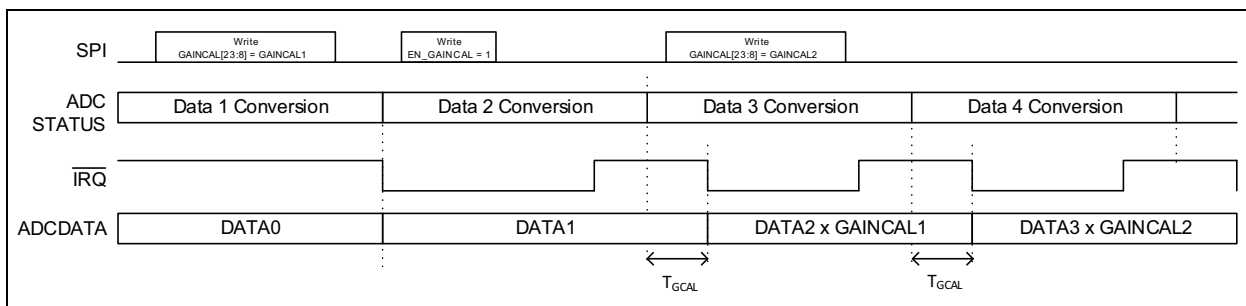 SPI
Write
GAINCAL[23:8] = GAINCAL1
Write
EN_GAINCAL = 1
Write
GAINCAL[23:8] = GAINCAL2
ADC
STATUS
Data 1 Conversion
Data 2 Conversion
Data 3 Conversion
Data 4 Conversion
IRQ
ADCDATA
DATA0
DATA1
DATA2 x GAINCAL1
DATA3 x GAINCAL2
TGCAL
TGCAL